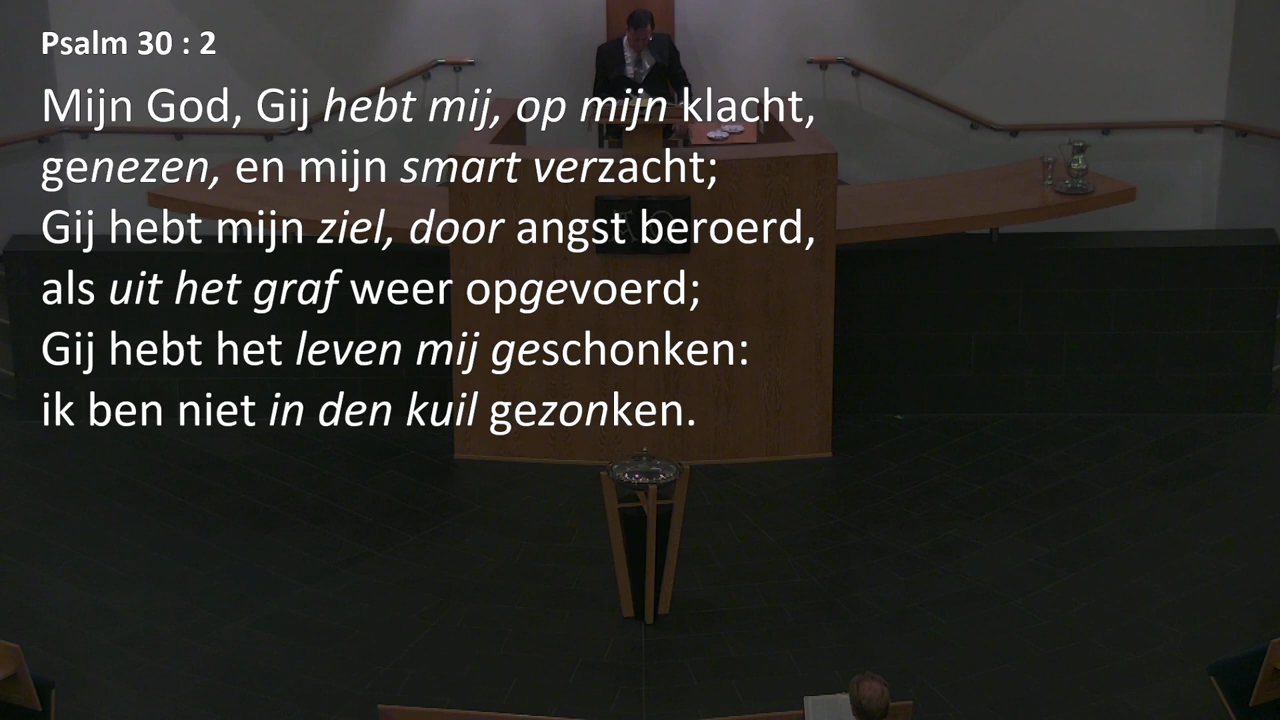 Psalm 30 : 2
Mijn God, Gij hebt mij, op mijn klacht,
genezen, en mijn smart verzacht;
Gij hebt mijn ziel, door angst beroerd,
als uit het graf weer opgevoerd;
Gij hebt het leven mij geschonken:
ik ben niet in den kuil gezonken.